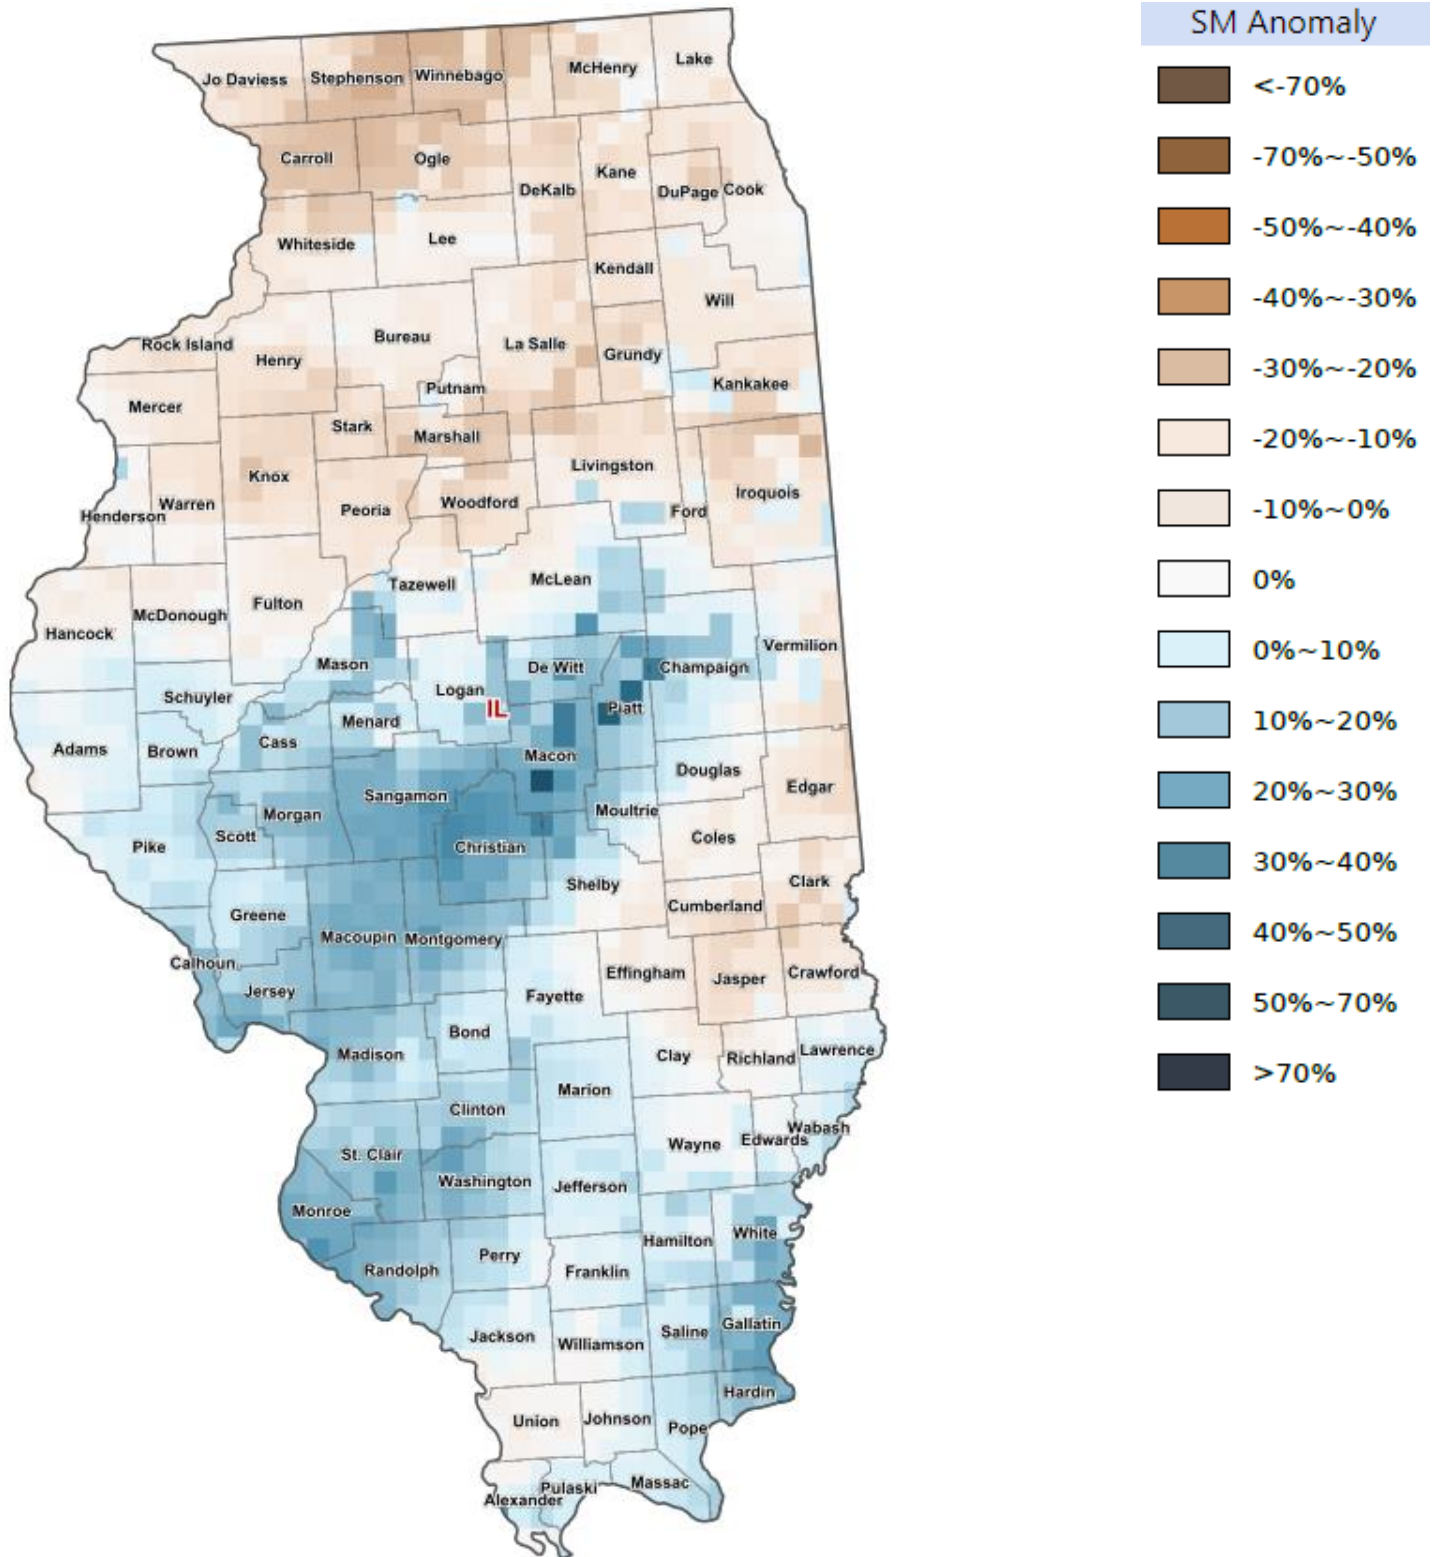 SM Anomaly
<-70%
-70%~-50%
-50%~-40%
-40%~-30%
-30%~-20%
-20%~-10%
-10%~0%
0%
0%~10%
10%~20%
20%~30%
30%~40%
40%~50%
50%~70%
>70%
Jo Daviess
Stephenson
Winnebago
McHenry
Lake
Carroll
Ogle
DeKalb
Kane
DuPage
Cook
Whiteside
Lee
Kendall
Will
Rock Island
Henry
Bureau
La Salle
Grundy
Putnam
Kankakee
Mercer
Stark
Marshall
Knox
Livingston
Henderson
Warren
Peoria
Woodford
Ford
Iroquois
Tazewell
McLean
Hancock
McDonough
Fulton
Mason
Logan
De Witt
Champaign
Vermilion
Schuyler
IL
Piatt
Menard
Adams
Brown
Cass
Macon
Douglas
Edgar
Sangamon
Morgan
Scott
Moultrie
Pike
Christian
Coles
Shelby
Clark
Greene
Cumberland
Macoupin
Montgomery
Calhoun
Jersey
Effingham
Jasper
Crawford
Fayette
Bond
Madison
Clay
Richland
Lawrence
Marion
Clinton
St. Clair
Wayne
Edwards
Wabash
Washington
Jefferson
Monroe
Hamilton
White
Perry
Randolph
Franklin
Jackson
Williamson
Saline
Gallatin
Hardin
Union
Johnson
Pope
Massac
Pulaski
Alexander